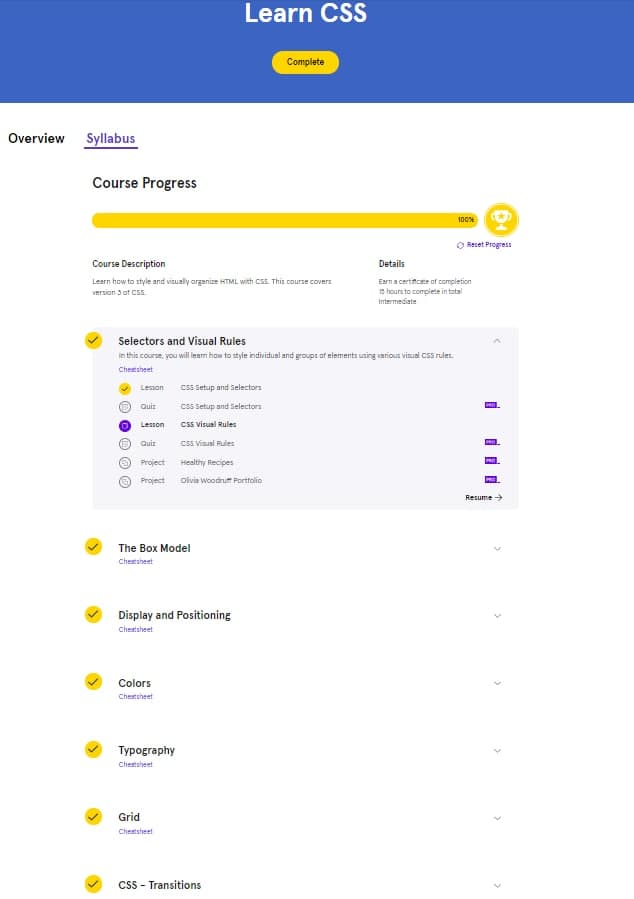 Learn CSS
Complete
Overview Syllabus
Course Progress
100%
Reset Progress
Course Description
Learn how to style and visually organize HTML with CSS. This course covers
version 3 of CSS.
Details
Earn a certificate of completion
15 hours to complete in total
Intermediate
Selectors and Visual Rules
In this course, you will learn how to style individual and groups of elements using various visual CSS rules.
Cheatsheet
Lesson CSS Setup and Selectors
Quiz CSS Setup and Selectors PRO
Lesson CSS Visual Rules
Quiz CSS Visual Rules PRO
Project Healthy Recipes PRO
Project Olivia Woodruff Portfolio PRO
Resume
The Box Model
Cheatsheet
Display and Positioning
Cheatsheet
Colors
Cheatsheet
Typography
Cheatsheet
Grid
Cheatsheet
CSS - Transitions